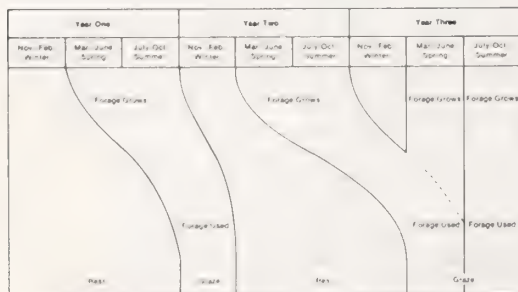 Year One
Year Two
Year Three
Nov. Feb.
Winter
Mar. June
Spring
July Oct.
Summer
Nov. Feb.
Winter
Mar. June
Spring
July Oct.
Summer
Nov. Feb.
Winter
Mar. June
Spring
July Oct.
Summer
Forage Grows
Forage Grows
Forage Grows
Forage Grows
Forage Used
Forage Used
Forage Used
Rest
Graze
Rest
Graze